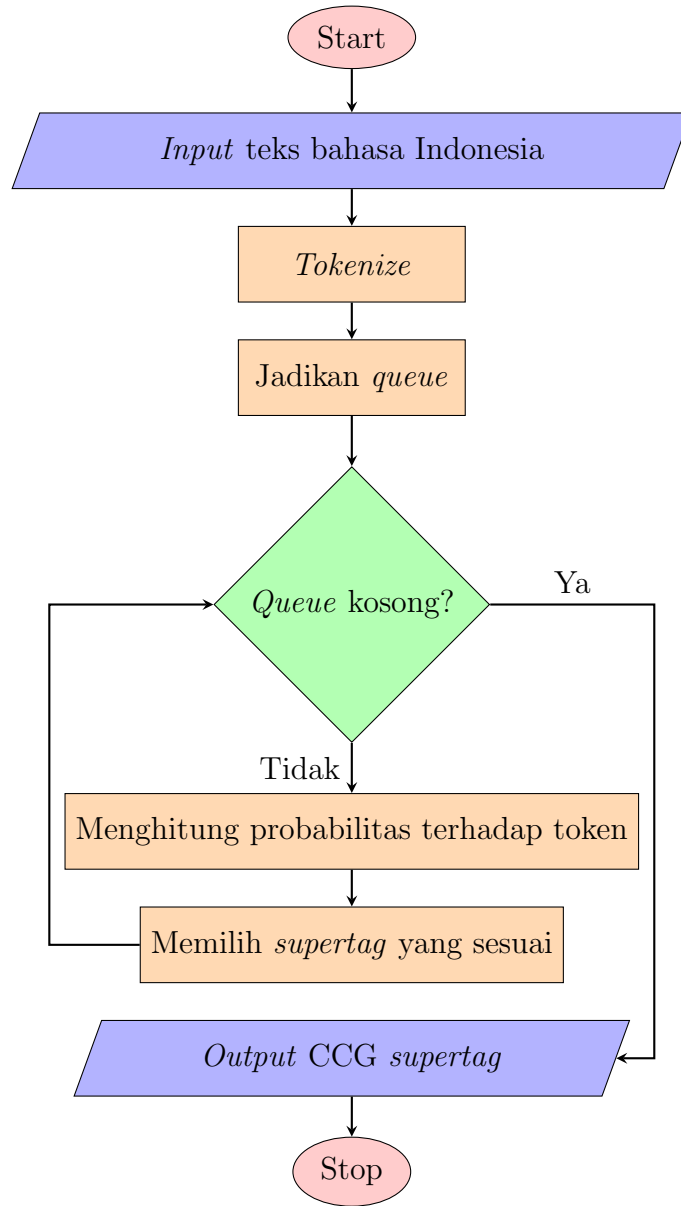 Start
Input teks bahasa Indonesia
Tokenize
Jadikan queue
Queue kosong?
Ya
Tidak
Menghitung probabilitas terhadap token
Memilih supertag yang sesuai
Output CCG supertag
Stop